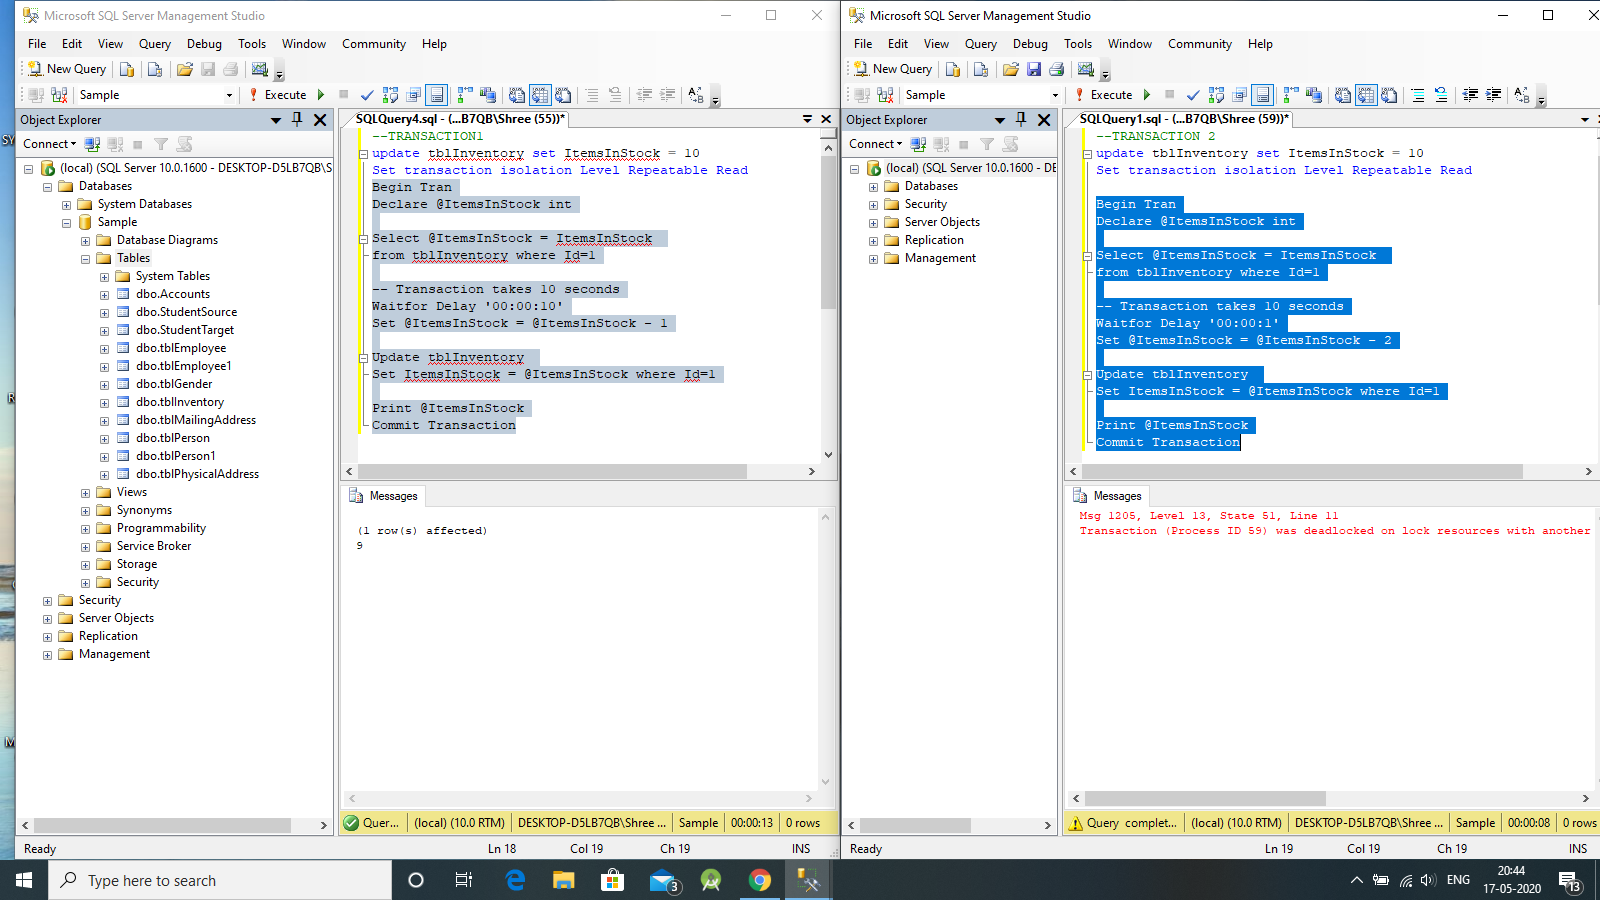 Microsoft SQL Server Management Studio
File Edit View Query Debug Tools Window Community Help
New Query
Sample Execute
Object Explorer
Connect
(local) (SQL Server 10.0.1600 - DESKTOP-D5LB7QB\S
Databases
System Databases
Sample
Database Diagrams
Tables
System Tables
dbo.Accounts
dbo.StudentSource
dbo.StudentTarget
dbo.tblEmployee
dbo.tblEmployee1
dbo.tblGender
dbo.tblInventory
dbo.tblMailingAddress
dbo.tblPerson
dbo.tblPerson1
dbo.tblPhysicalAddress
Views
Synonyms
Programmability
Service Broker
Storage
Security
Security
Server Objects
Replication
Management
SQLQuery4.sql - (...B7QB\Shree (55))*
--TRANSACTION1
update tblInventory set ItemsInStock = 10
Set transaction isolation Level Repeatable Read
Begin Tran
Declare @ItemsInStock int
Select @ItemsInStock = ItemsInStock
from tblInventory where Id=1
-- Transaction takes 10 seconds
Waitfor Delay '00:00:10'
Set @ItemsInStock = @ItemsInStock - 1
Update tblInventory
Set ItemsInStock = @ItemsInStock where Id=1
Print @ItemsInStock
Commit Transaction
Messages
(1 row(s) affected)
9
Quer... (local) (10.0 RTM) DESKTOP-D5LB7QB\Shree ... Sample 00:00:13 0 rows
Ready Ln 18 Col 19 Ch 19 INS
Microsoft SQL Server Management Studio
File Edit View Query Debug Tools Window Community Help
New Query
Sample Execute
Object Explorer
Connect
(local) (SQL Server 10.0.1600 - DE
Databases
Security
Server Objects
Replication
Management
SQLQuery1.sql - (...B7QB\Shree (59))*
--TRANSACTION 2
update tblInventory set ItemsInStock = 10
Set transaction isolation Level Repeatable Read
Begin Tran
Declare @ItemsInStock int
Select @ItemsInStock = ItemsInStock
from tblInventory where Id=1
-- Transaction takes 10 seconds
Waitfor Delay '00:00:1'
Set @ItemsInStock = @ItemsInStock - 2
Update tblInventory
Set ItemsInStock = @ItemsInStock where Id=1
Print @ItemsInStock
Commit Transaction
Messages
Msg 1205, Level 13, State 51, Line 11
Transaction (Process ID 59) was deadlocked on lock resources with another
Query complet... (local) (10.0 RTM) DESKTOP-D5LB7QB\Shree ... Sample 00:00:08 0 rows
Ready Ln 19 Col 19 Ch 19 INS
Type here to search
3
ENG
20:44
17-05-2020
13